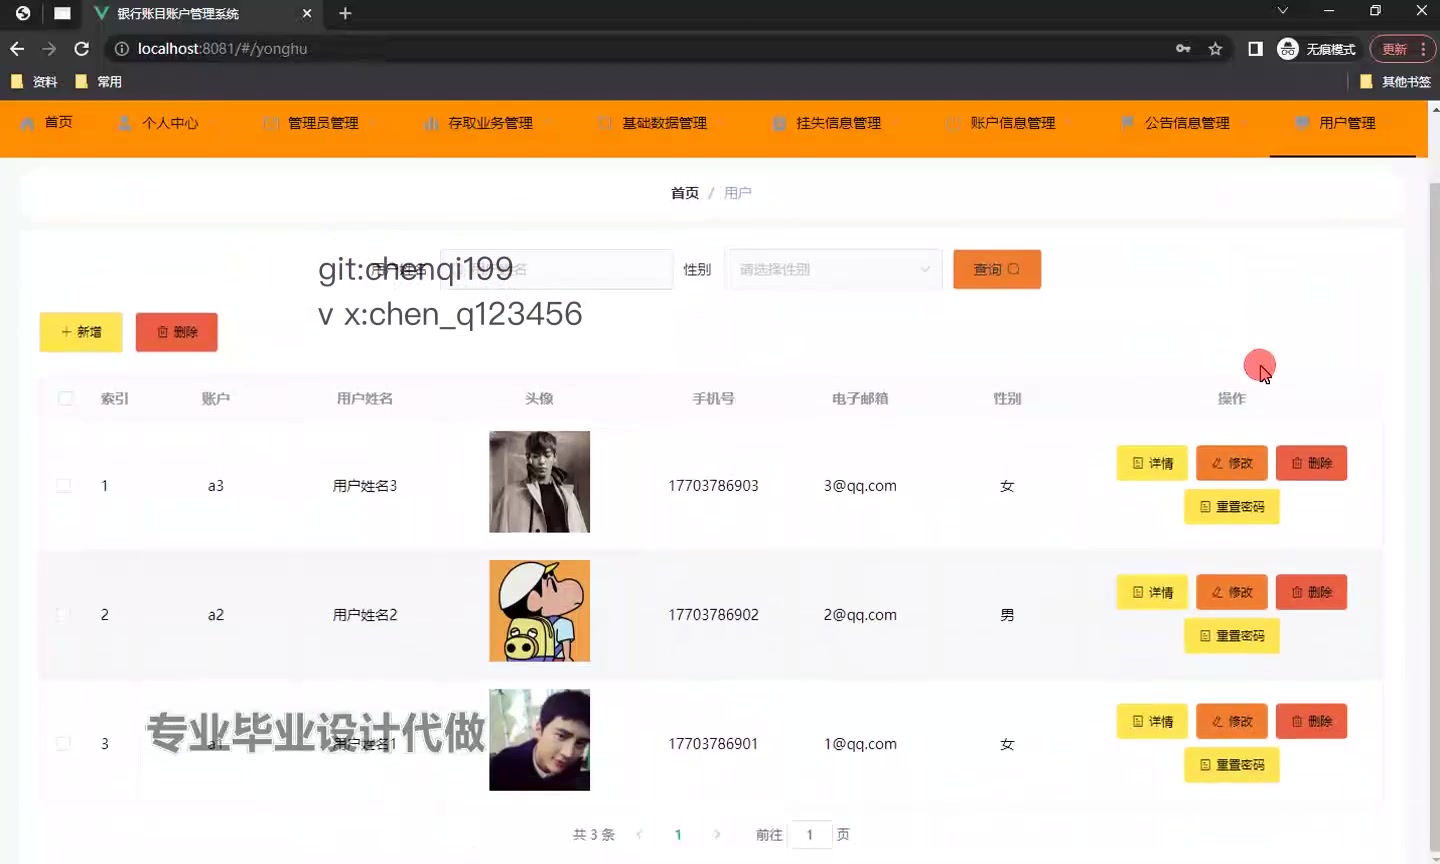 银行账目账户管理系统
localhost:8081/#/yonghu
无痕模式
更新
资料
常用
其他书签
首页
个人中心
管理员管理
存取业务管理
基础数据管理
挂失信息管理
账户信息管理
公告信息管理
用户管理
首页 / 用户
git:chenqi199
性别
请选择性别
查询
v x:chen_q123456
新增
删除
索引 账户 用户姓名 头像 手机号 电子邮箱 性别 操作
1 a3 用户姓名3 17703786903 3@qq.com 女
详情 修改 删除
重置密码
2 a2 用户姓名2 17703786902 2@qq.com 男
详情 修改 删除
重置密码
3 a1 用户姓名1 17703786901 1@qq.com 女
详情 修改 删除
重置密码
专业毕业设计代做
共 3 条 1 前往 1 页